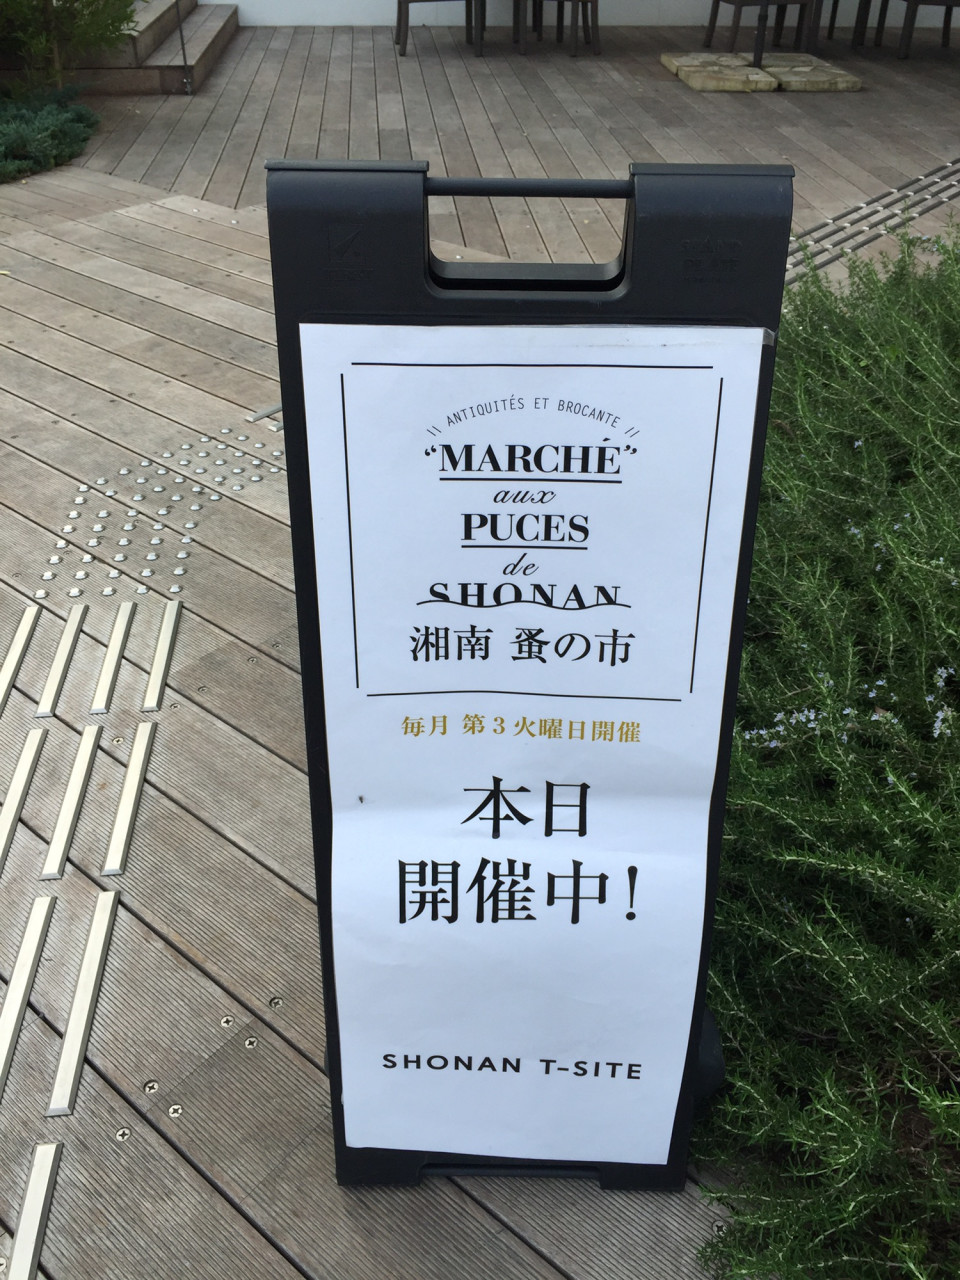 ANTIQUITÉS ET BROCANTE
“MARCHÉ”
aux
PUCES
de
SHONAN
湘南 蚤の市
毎月 第3火曜日開催
本日
開催中!
SHONAN T-SITE